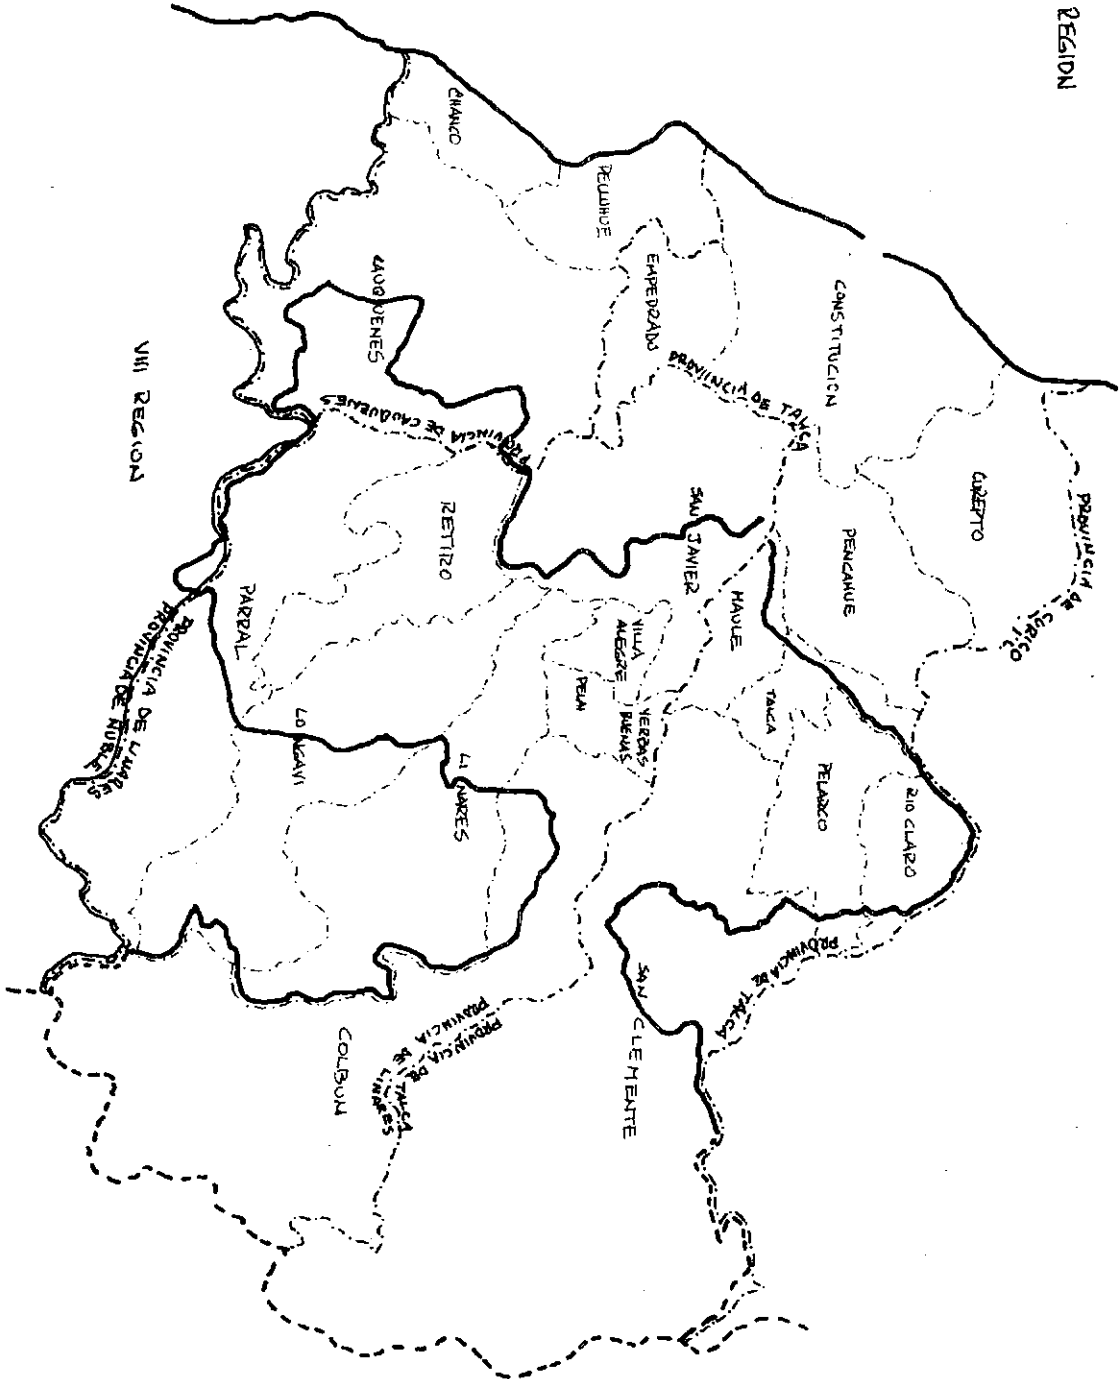 REGION
CHANCO
PELLUHUE
CONSTITUCION
EMPEDRADO
CAUQUENES
PROVINCIA DE TALCA
CUREPTO
PROVINCIA DE CURICO
PENCAHUE
PROVINCIA DE CAUQUENES
VIII REGION
RETIRO
SAN JAVIER
MAULE
VILLA
ALEGRE
PARRAL
PELARCO
TALCA
YERBAS
BUENAS
RIO CLARO
PROVINCIA DE LINARES
PROVINCIA DE ÑUBLE
LONGAVI
LINARES
PROVINCIA DE TALCA
SAN CLEMENTE
PROVINCIA DE TALCA
PROVINCIA DE LINARES
COLBUN